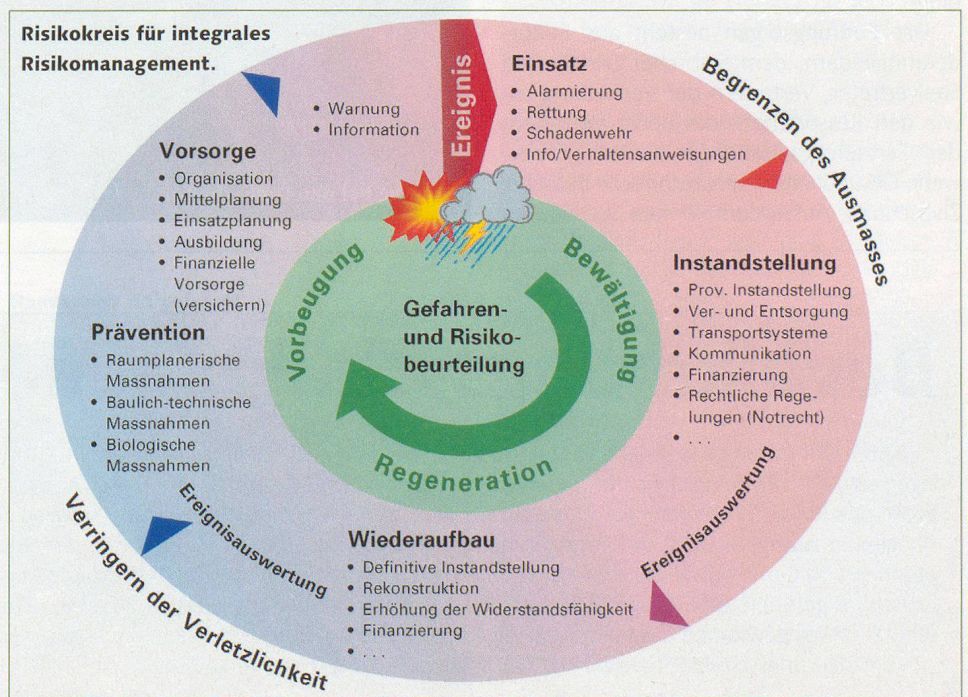 Risikokreis für integrales
Risikomanagement.
Ereignis
Einsatz
• Alarmierung
• Rettung
• Schadenwehr
• Info/Verhaltensanweisungen
Begrenzen des Ausmasses
Instandstellung
• Prov. Instandstellung
• Ver- und Entsorgung
• Transportsysteme
• Kommunikation
• Finanzierung
• Rechtliche Rege-
lungen (Notrecht)
• . . .
Ereignisauswertung
Wiederaufbau
• Definitive Instandstellung
• Rekonstruktion
• Erhöhung der Widerstandsfähigkeit
• Finanzierung
• . . .
Ereignisauswertung
Verringern der Verletzlichkeit
Prävention
• Raumplanerische
Massnahmen
• Baulich-technische
Massnahmen
• Biologische
Massnahmen
Vorsorge
• Organisation
• Mittelplanung
• Einsatzplanung
• Ausbildung
• Finanzielle
Vorsorge
(versichern)
• Warnung
• Information
Vorbeugung
Bewältigung
Regeneration
Gefahren-
und Risiko-
beurteilung